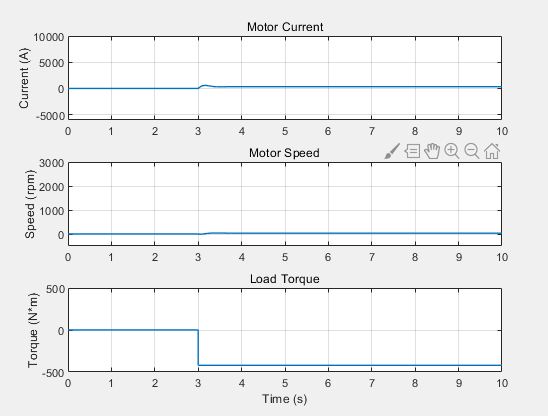 Motor Current
Current (A)
10000
5000
0
-5000
0 1 2 3 4 5 6 7 8 9 10
Motor Speed
Speed (rpm)
3000
2000
1000
0
0 1 2 3 4 5 6 7 8 9 10
Load Torque
Torque (N*m)
500
0
-500
0 1 2 3 4 5 6 7 8 9 10
Time (s)